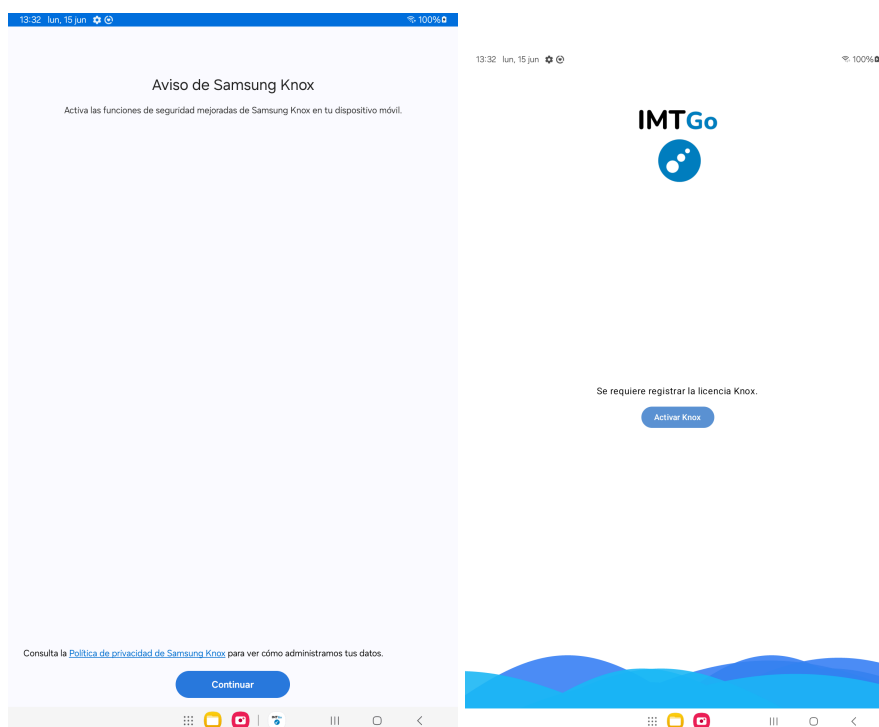 13:32 lun, 15 jun 100%
Aviso de Samsung Knox
Activa las funciones de seguridad mejoradas de Samsung Knox en tu dispositivo móvil.
Consulta la Política de privacidad de Samsung Knox para ver cómo administramos tus datos.
Continuar
13:32 lun, 15 jun 100%
IMTGo
Se requiere registrar la licencia Knox.
Activar Knox